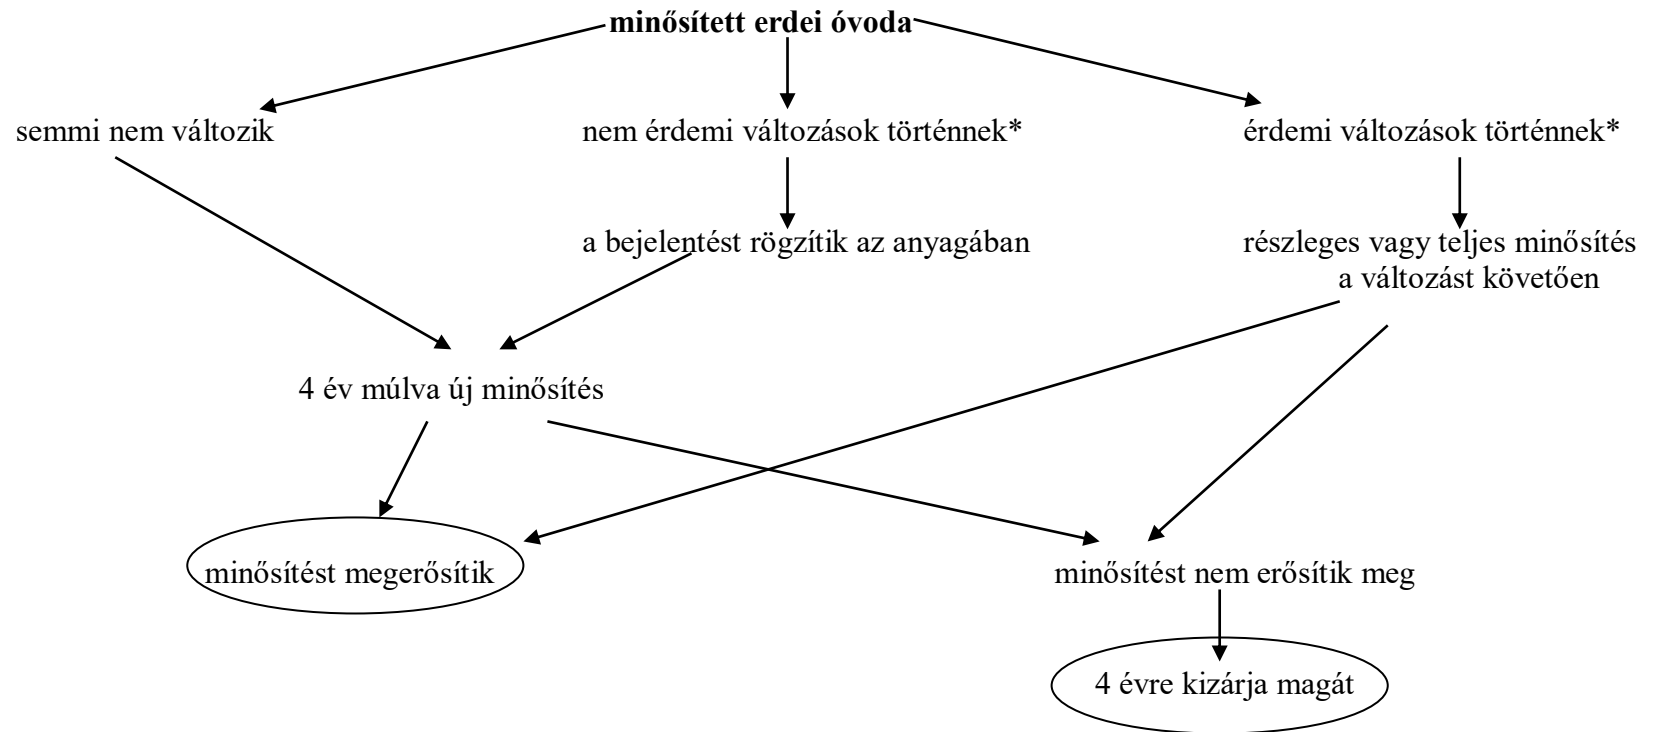 minősített erdei óvoda
semmi nem változik
nem érdemi változások történnek*
érdemi változások történnek*
a bejelentést rögzítik az anyagában
részleges vagy teljes minősítés
a változást követően
4 év múlva új minősítés
minősítést megerősítik
minősítést nem erősítik meg
4 évre kizárja magát